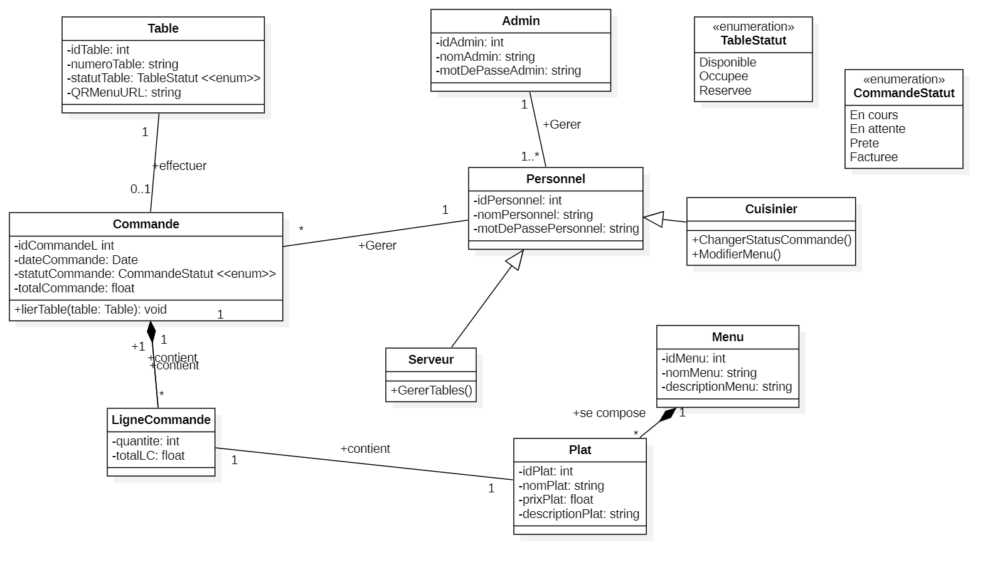 Table
-idTable: int
-numeroTable: string
-statutTable: TableStatut <<enum>>
-QRMenuURL: string
Admin
-idAdmin: int
-nomAdmin: string
-motDePasseAdmin: string
«enumeration»
TableStatut
Disponible
Occupee
Reservee
«enumeration»
CommandeStatut
En cours
En attente
Prete
Facturee
1
+effectuer
0..1
1
+Gerer
1..*
Personnel
-idPersonnel: int
-nomPersonnel: string
-motDePassePersonnel: string
Cuisinier
+ChangerStatusCommande()
+ModifierMenu()
Commande
-idCommandeL int
-dateCommande: Date
-statutCommande: CommandeStatut <<enum>>
-totalCommande: float
+lierTable(table: Table): void
1
*
+Gerer
1
+1
1
+contient
+contient
*
Serveur
+GererTables()
Menu
-idMenu: int
-nomMenu: string
-descriptionMenu: string
+se compose
1
*
LigneCommande
-quantite: int
-totalLC: float
1
+contient
1
Plat
-idPlat: int
-nomPlat: string
-prixPlat: float
-descriptionPlat: string